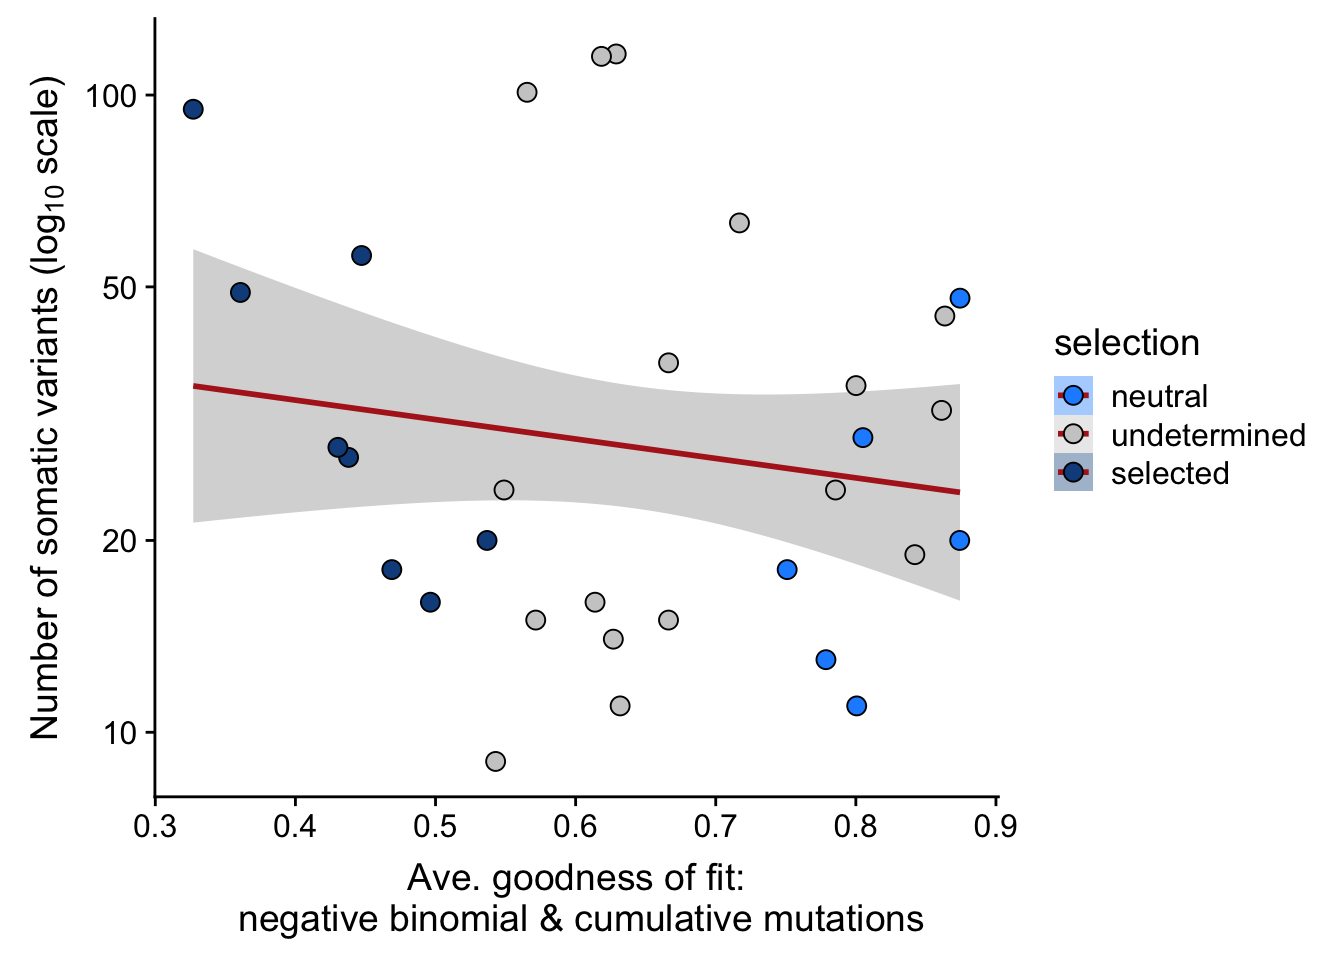 Number of somatic variants (log10 scale)
100
50
20
10
0.3 0.4 0.5 0.6 0.7 0.8 0.9
Ave. goodness of fit:
negative binomial & cumulative mutations
selection
neutral
undetermined
selected